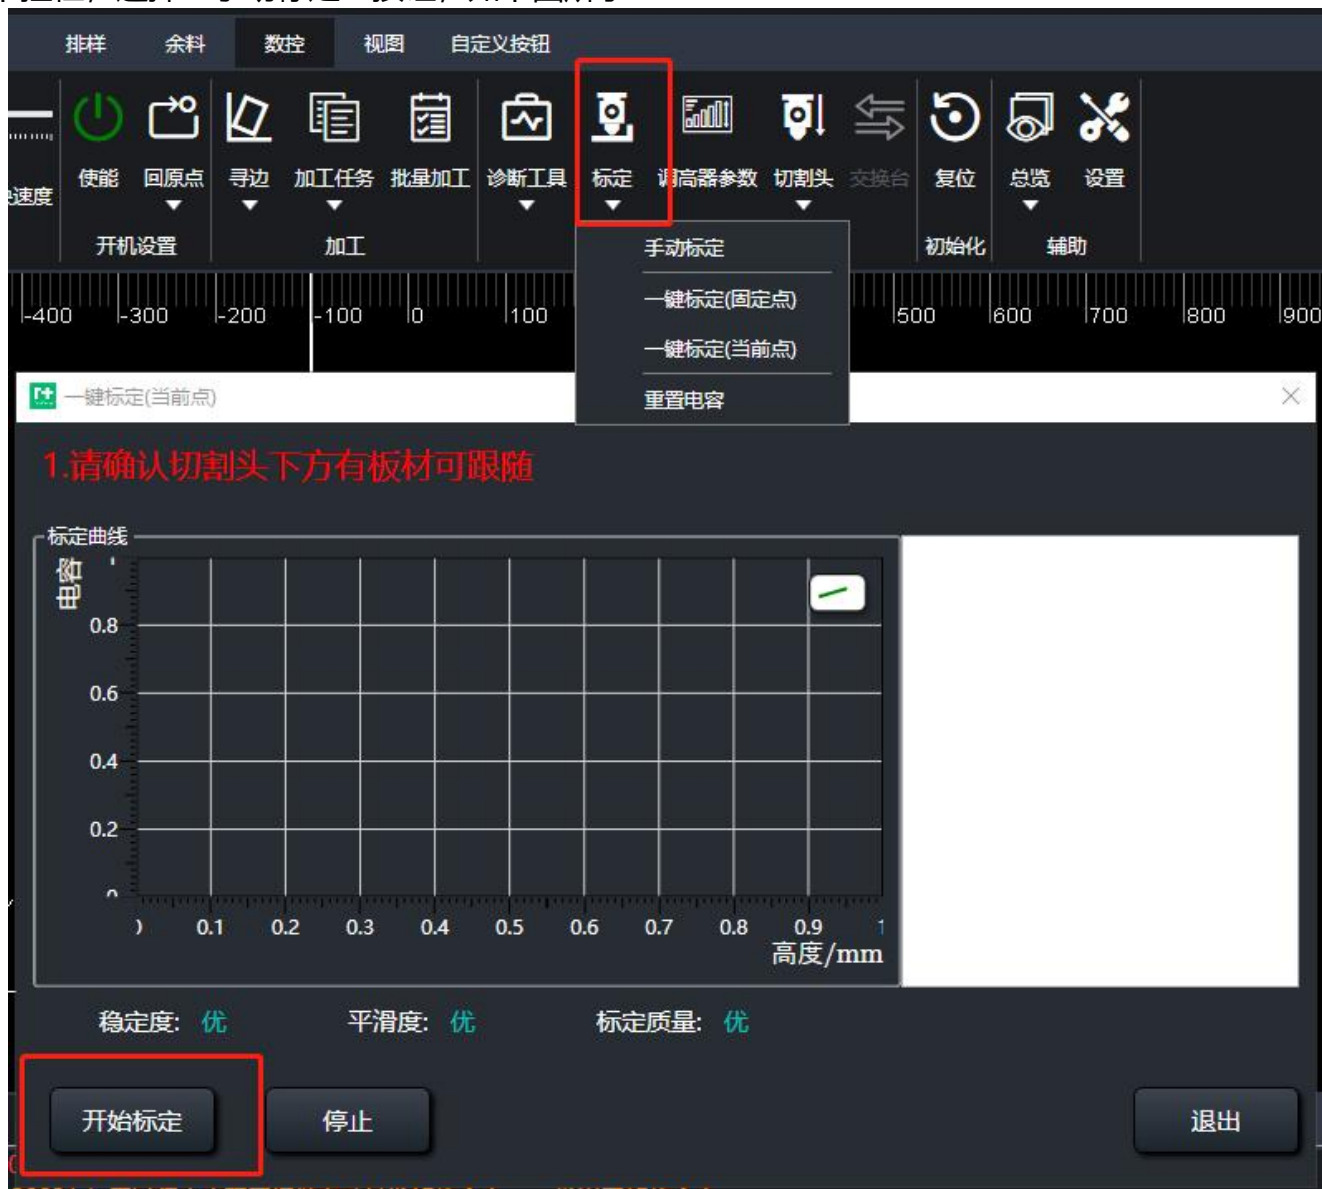 排样 余料 数控 视图 自定义按钮
速度 使能 回原点 寻边 加工任务 批量加工 诊断工具 标定 调高器参数 切割头 交换台 复位 总览 设置
开机设置 加工 初始化 辅助
手动标定
一键标定(固定点)
一键标定(当前点)
重置电容
-400 -300 -200 -100 0 100 500 600 700 800 900
一键标定(当前点)
1.请确认切割头下方有板材可跟随
标定曲线
电容
0.8
0.6
0.4
0.2
0.1 0.2 0.3 0.4 0.5 0.6 0.7 0.8 0.9 1
高度/mm
稳定度: 优 平滑度: 优 标定质量: 优
开始标定 停止 退出